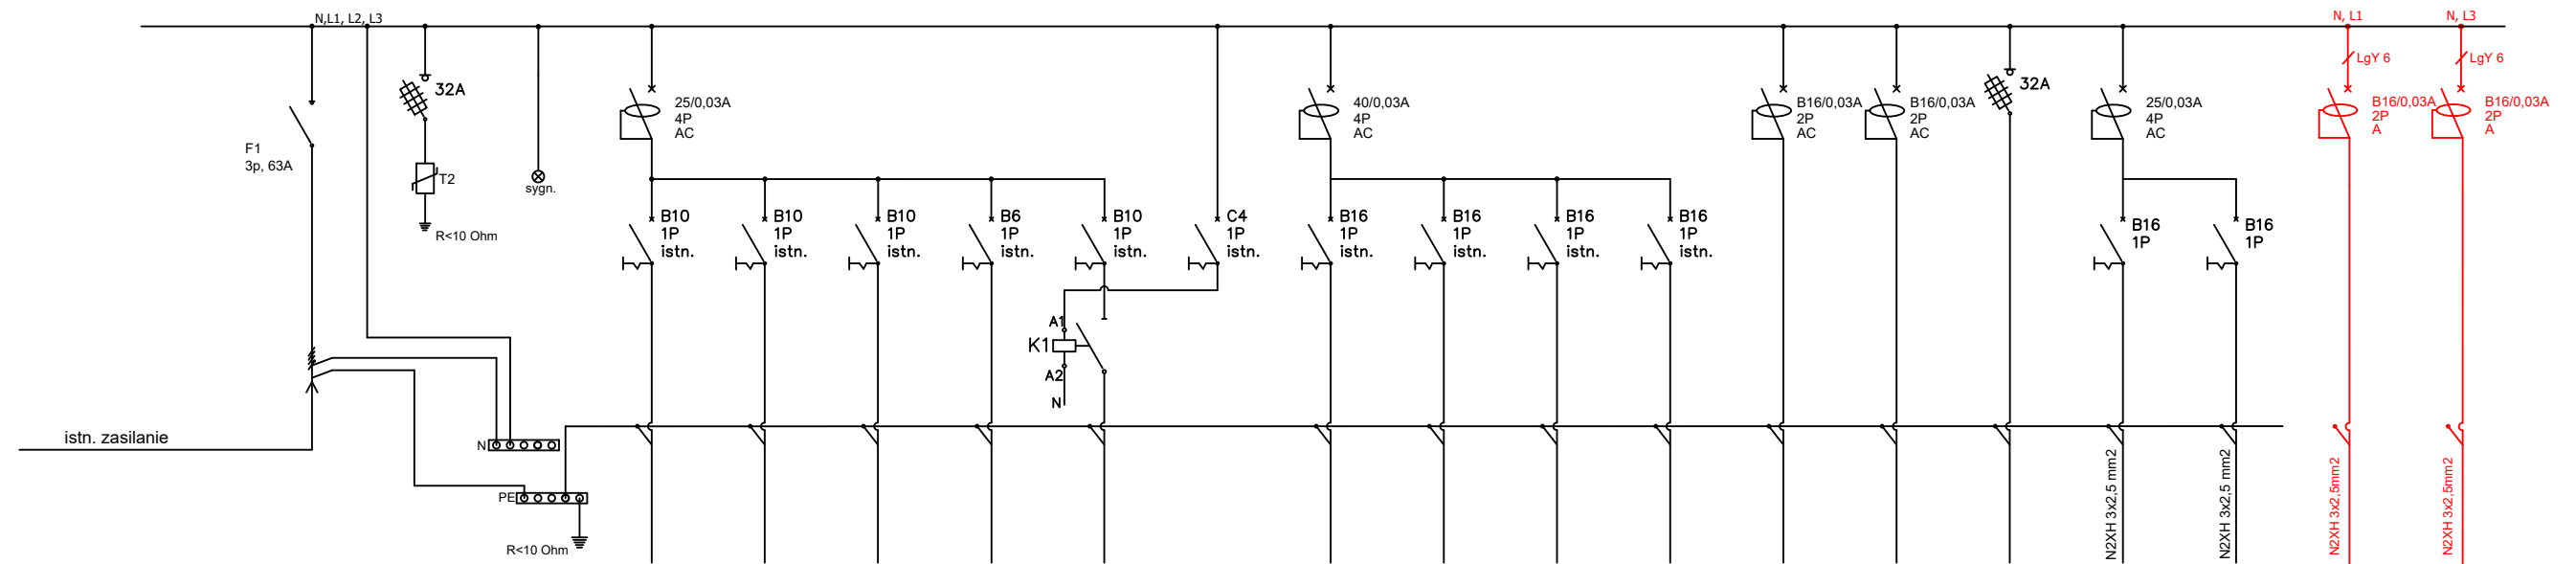 N,L1, L2, L3
N, L1
N, L3
LgY 6
LgY 6
F1
3p, 63A
32A
T2
R<10 Ohm
sygn.
25/0,03A
4P
AC
40/0,03A
4P
AC
B16/0,03A
2P
AC
B16/0,03A
2P
AC
32A
25/0,03A
4P
AC
B16/0,03A
2P
A
B16/0,03A
2P
A
B10
1P
istn.
B10
1P
istn.
B10
1P
istn.
B6
1P
istn.
B10
1P
istn.
C4
1P
istn.
B16
1P
istn.
B16
1P
istn.
B16
1P
istn.
B16
1P
istn.
B16
1P
B16
1P
A1
K1
A2
N
istn. zasilanie
N
PE
R<10 Ohm
N2XH 3x2,5 mm2
N2XH 3x2,5 mm2
N2XH 3x2,5mm2
N2XH 3x2,5mm2